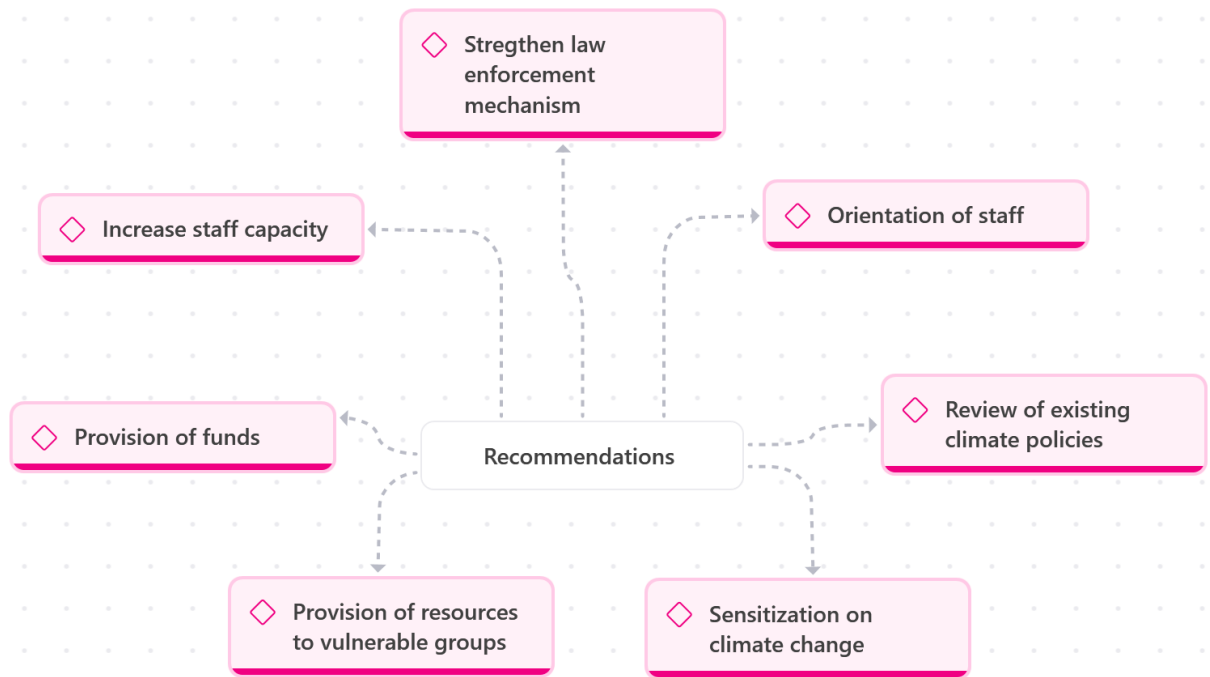 Stregthen law
enforcement
mechanism
Increase staff capacity
Orientation of staff
Provision of funds
Recommendations
Review of existing
climate policies
Provision of resources
to vulnerable groups
Sensitization on
climate change